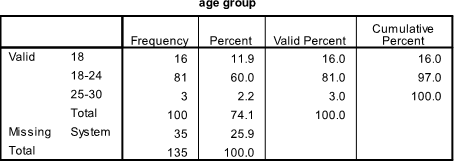 age group
Frequency Percent Valid Percent Cumulative Percent
Valid 18 16 11.9 16.0 16.0
18-24 81 60.0 81.0 97.0
25-30 3 2.2 3.0 100.0
Total 100 74.1 100.0
Missing System 35 25.9
Total 135 100.0